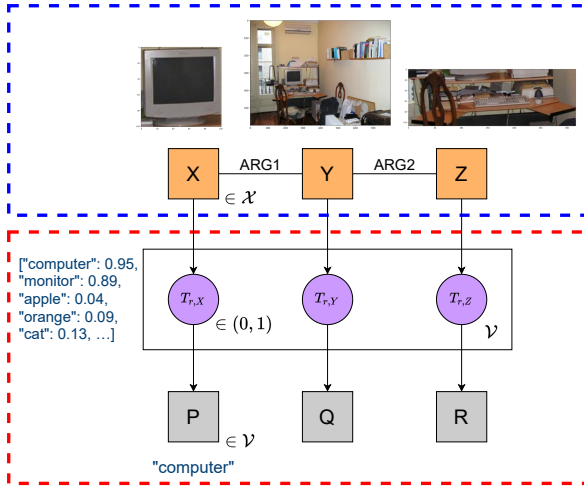 X
ARG1
Y
ARG2
Z
∈ 𝒳
["computer": 0.95,
"monitor": 0.89,
"apple": 0.04,
"orange": 0.09,
"cat": 0.13, …]
T_{r,X}
T_{r,Y}
T_{r,Z}
∈ (0, 1)
𝒱
P
Q
R
∈ 𝒱
"computer"